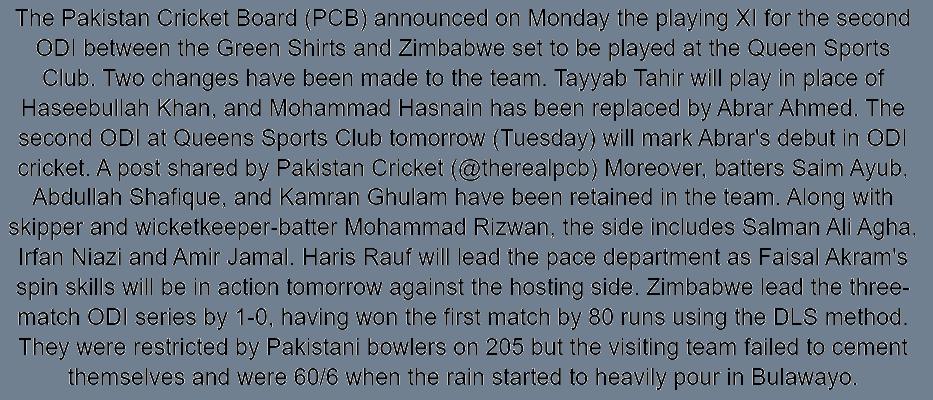 The Pakistan Cricket Board (PCB) announced on Monday the playing XI for the second
ODI between the Green Shirts and Zimbabwe set to be played at the Queen Sports
Club. Two changes have been made to the team. Tayyab Tahir will play in place of
Haseebullah Khan, and Mohammad Hasnain has been replaced by Abrar Ahmed. The
second ODI at Queens Sports Club tomorrow (Tuesday) will mark Abrar's debut in ODI
cricket. A post shared by Pakistan Cricket (@therealpcb) Moreover, batters Saim Ayub,
Abdullah Shafique, and Kamran Ghulam have been retained in the team. Along with
skipper and wicketkeeper-batter Mohammad Rizwan, the side includes Salman Ali Agha,
Irfan Niazi and Amir Jamal. Haris Rauf will lead the pace department as Faisal Akram's
spin skills will be in action tomorrow against the hosting side. Zimbabwe lead the three-
match ODI series by 1-0, having won the first match by 80 runs using the DLS method.
They were restricted by Pakistani bowlers on 205 but the visiting team failed to cement
themselves and were 60/6 when the rain started to heavily pour in Bulawayo.